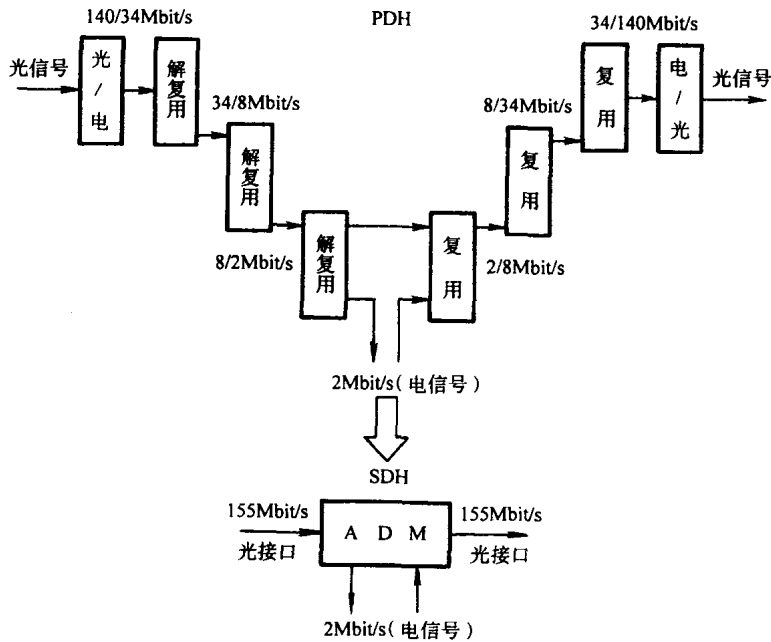 PDH
140/34Mbit/s
34/140Mbit/s
光信号
光/电
解复用
34/8Mbit/s
解复用
8/2Mbit/s
解复用
复用
2/8Mbit/s
复用
8/34Mbit/s
复用
电/光
光信号
2Mbit/s(电信号)
SDH
155Mbit/s
光接口
ADM
155Mbit/s
光接口
2Mbit/s(电信号)